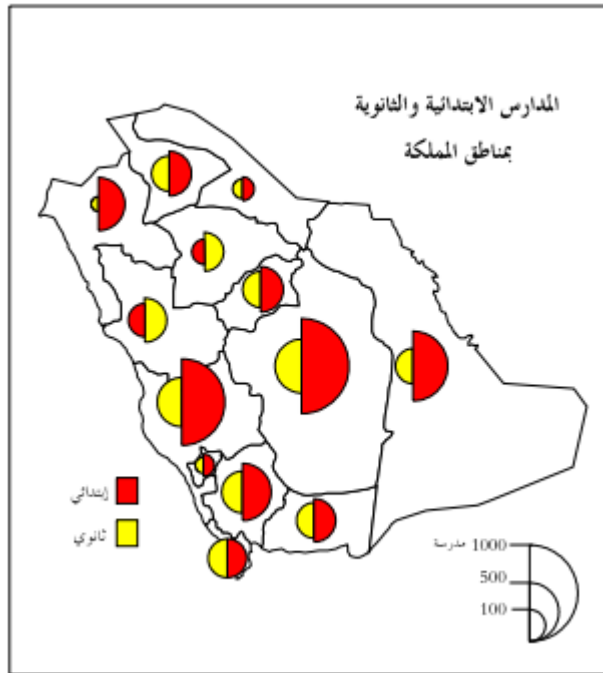 المدارس الابتدائية والثانوية
بمناطق المملكة
إبتدائي
ثانوي
1000 مدرسة
500
100